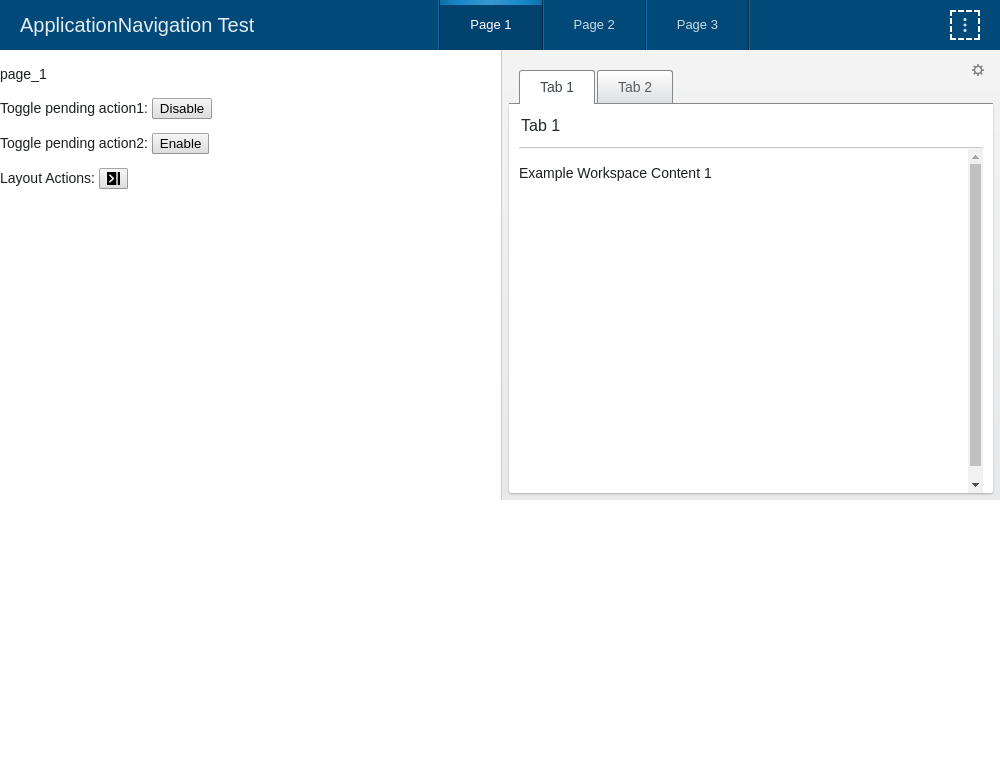 ApplicationNavigation Test
Page 1
Page 2
Page 3
page_1
Toggle pending action1: Disable
Toggle pending action2: Enable
Layout Actions:
Tab 1
Tab 2
Tab 1
Example Workspace Content 1